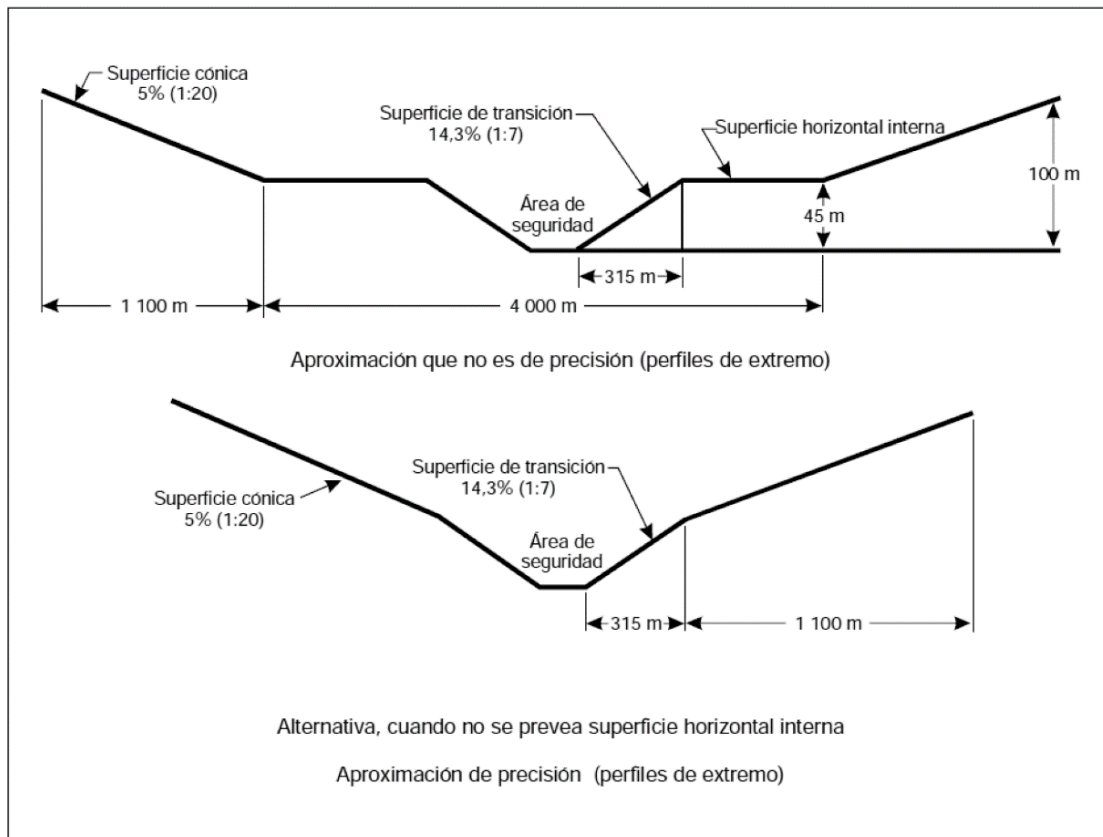 Superficie cónica
5% (1:20)
Superficie de transición
14,3% (1:7)
Superficie horizontal interna
100 m
Área de
seguridad
45 m
315 m
1 100 m
4 000 m
Aproximación que no es de precisión (perfiles de extremo)
Superficie de transición
14,3% (1:7)
Superficie cónica
5% (1:20)
Área de
seguridad
315 m
1 100 m
Alternativa, cuando no se prevea superficie horizontal interna
Aproximación de precisión (perfiles de extremo)